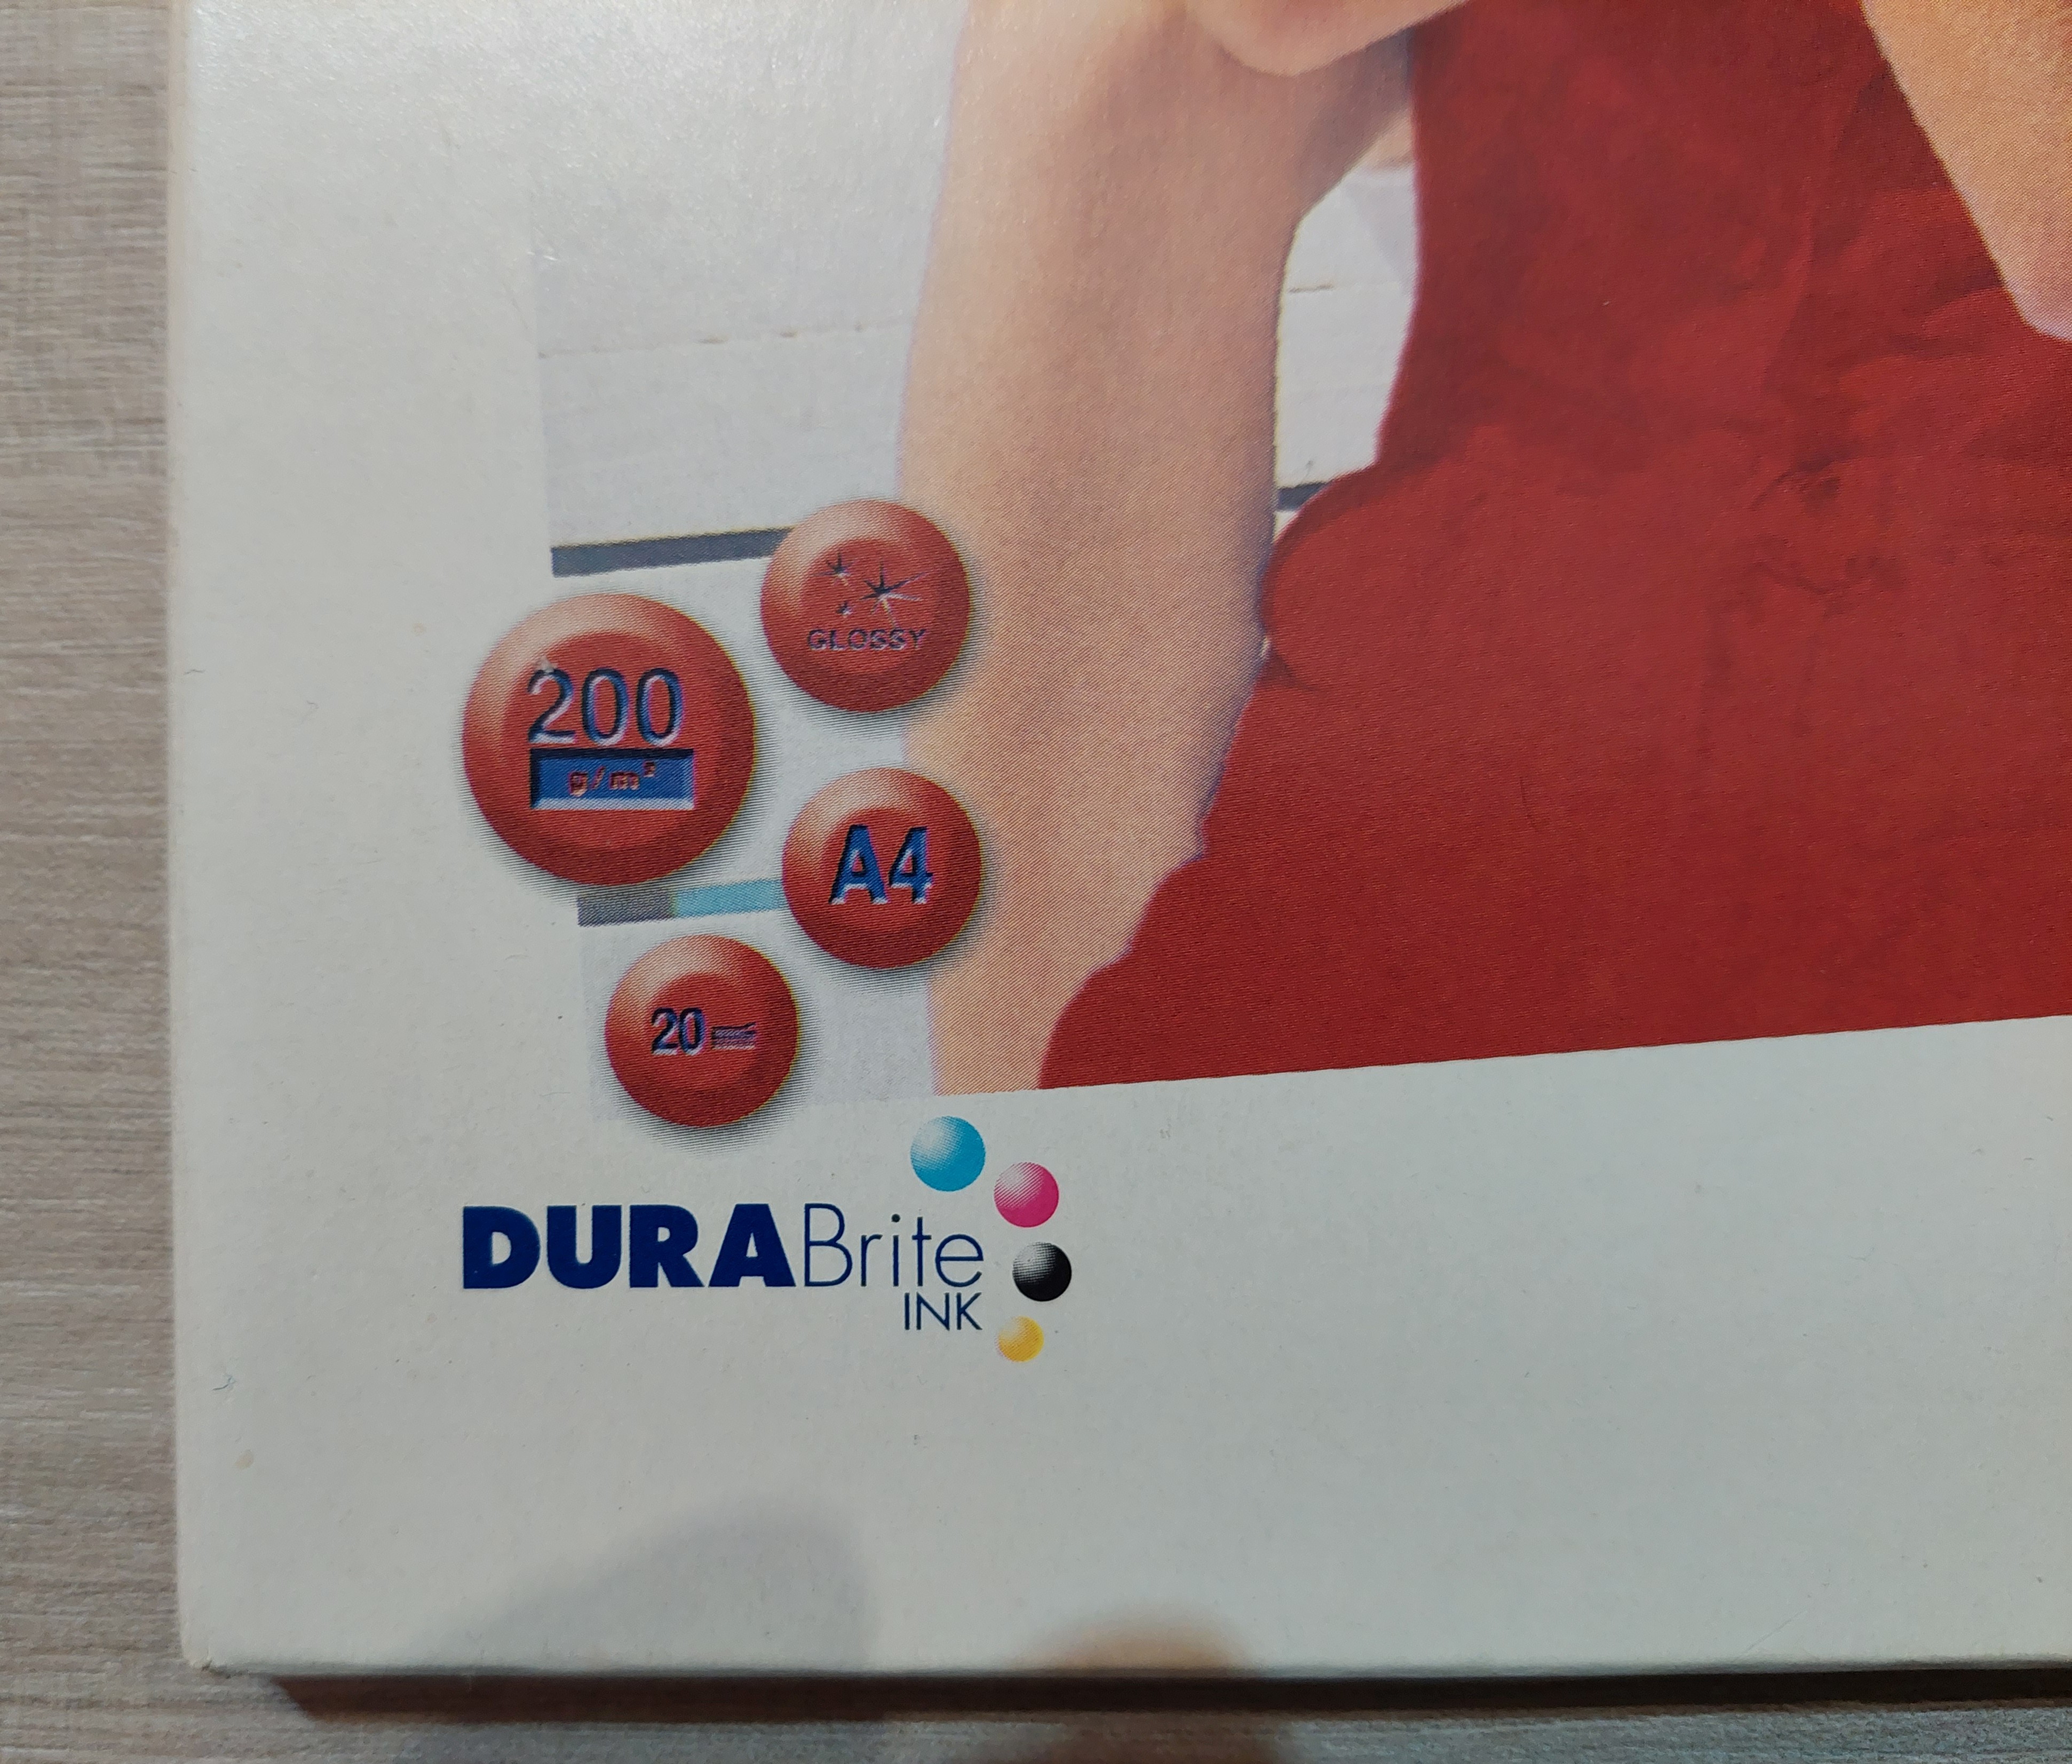 GLOSSY
200
g/m²
A4
20
DURABrite
INK